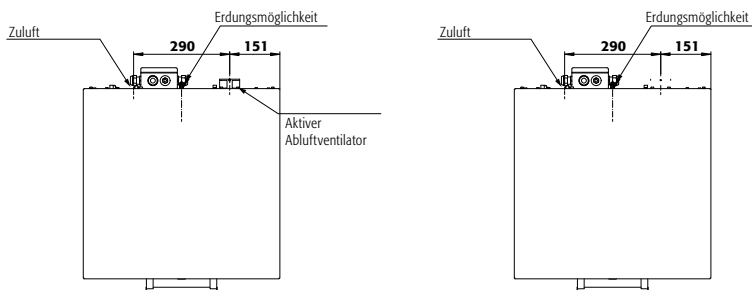 Erdungsmöglichkeit
Zuluft
290
151
Aktiver
Abluftventilator
Erdungsmöglichkeit
Zuluft
290
151